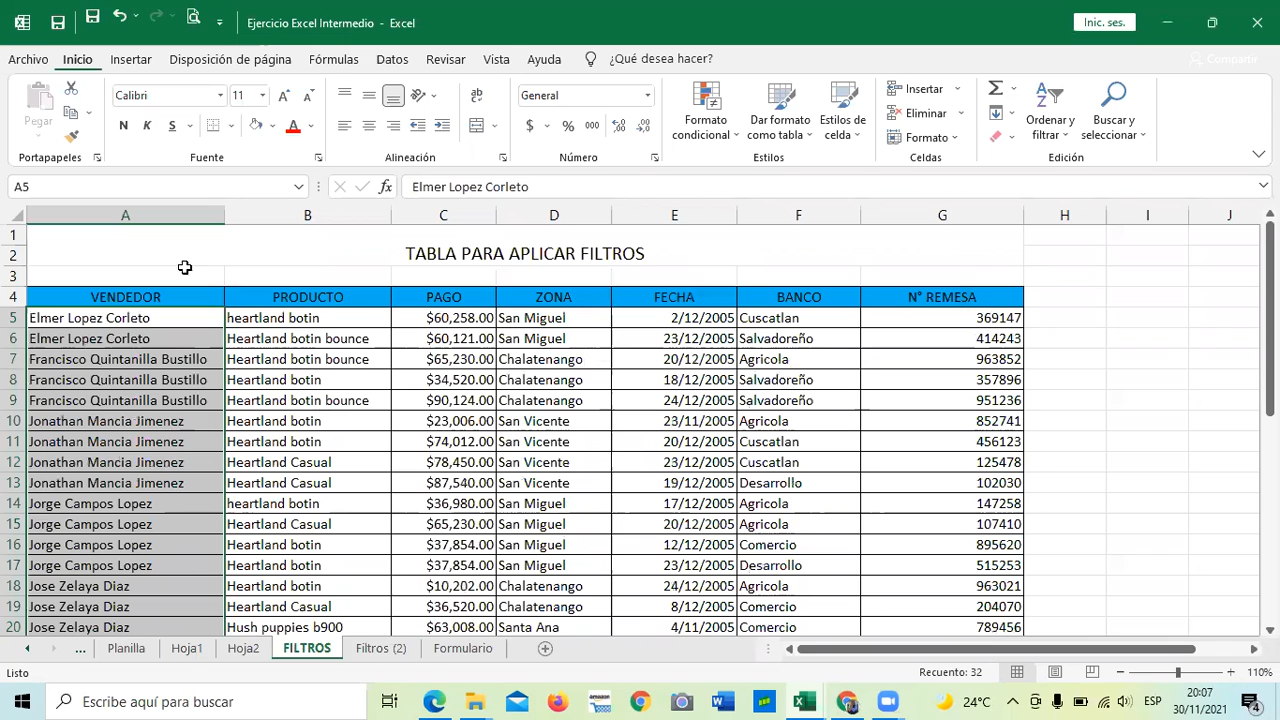 Ejercicio Excel Intermedio - Excel
Inic. ses.
Archivo Inicio Insertar Disposición de página Fórmulas Datos Revisar Vista Ayuda ¿Qué desea hacer? Compartir
Pegar
Portapapeles
Calibri 11
N K S
Fuente
Alineación
General
$ % 000
Número
Formato condicional
Dar formato como tabla
Estilos de celda
Estilos
Insertar
Eliminar
Formato
Celdas
Ordenar y filtrar
Buscar y seleccionar
Edición
A5 fx Elmer Lopez Corleto
A B C D E F G H I J
1
2 TABLA PARA APLICAR FILTROS
3
4 VENDEDOR PRODUCTO PAGO ZONA FECHA BANCO N° REMESA
5 Elmer Lopez Corleto heartland botin $60,258.00 San Miguel 2/12/2005 Cuscatlan 369147
6 Elmer Lopez Corleto Heartland botin bounce $60,121.00 San Miguel 23/12/2005 Salvadoreño 414243
7 Francisco Quintanilla Bustillo Heartland botin bounce $65,230.00 Chalatenango 20/12/2005 Agricola 963852
8 Francisco Quintanilla Bustillo Heartland botin $34,520.00 Chalatenango 18/12/2005 Salvadoreño 357896
9 Francisco Quintanilla Bustillo Heartland botin bounce $90,124.00 Chalatenango 24/12/2005 Salvadoreño 951236
10 Jonathan Mancia Jimenez Heartland botin $23,006.00 San Vicente 23/11/2005 Agricola 852741
11 Jonathan Mancia Jimenez Heartland botin $74,012.00 San Vicente 20/12/2005 Cuscatlan 456123
12 Jonathan Mancia Jimenez Heartland Casual $78,450.00 San Vicente 23/12/2005 Cuscatlan 125478
13 Jonathan Mancia Jimenez Heartland Casual $87,540.00 San Vicente 19/12/2005 Desarrollo 102030
14 Jorge Campos Lopez heartland botin $36,980.00 San Miguel 17/12/2005 Agricola 147258
15 Jorge Campos Lopez Heartland Casual $65,230.00 San Miguel 20/12/2005 Agricola 107410
16 Jorge Campos Lopez Heartland botin $37,854.00 San Miguel 12/12/2005 Comercio 895620
17 Jorge Campos Lopez Heartland botin $37,854.00 San Miguel 23/12/2005 Desarrollo 515253
18 Jose Zelaya Diaz Heartland botin $10,202.00 Chalatenango 24/12/2005 Agricola 963021
19 Jose Zelaya Diaz Heartland Casual $36,520.00 Chalatenango 8/12/2005 Comercio 204070
20 Jose Zelaya Diaz Hush puppies b900 $63,008.00 Santa Ana 4/11/2005 Comercio 789456
... Planilla Hoja1 Hoja2 FILTROS Filtros (2) Formulario
Listo Recuento: 32 110%
Escribe aquí para buscar 24°C ESP 20:07
30/11/2021 4